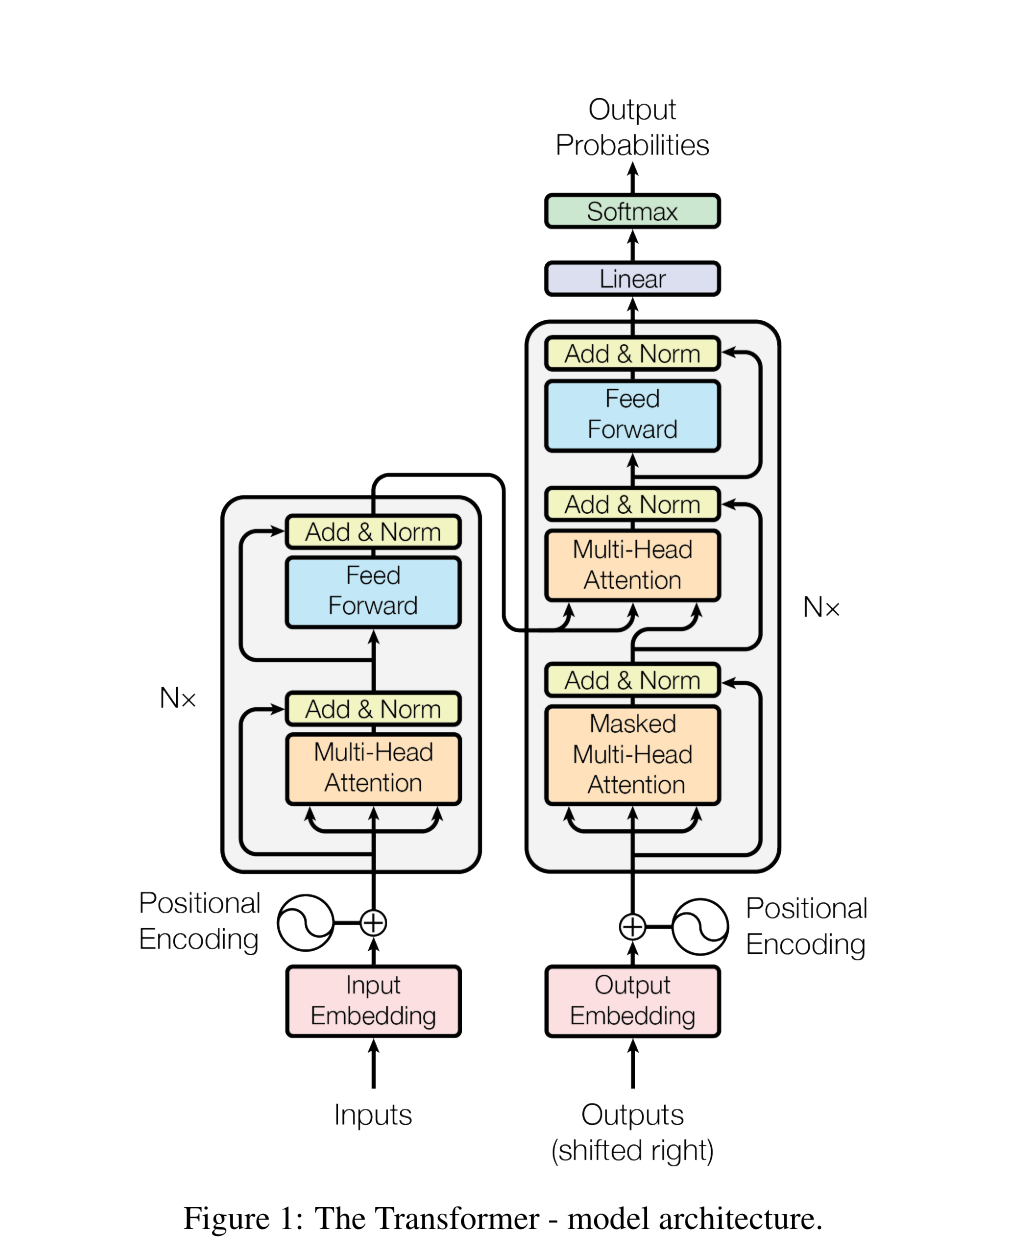 Output
Probabilities
Softmax
Linear
Add & Norm
Feed
Forward
Add & Norm
Multi-Head
Attention
Add & Norm
Masked
Multi-Head
Attention
N×
Add & Norm
Feed
Forward
Add & Norm
Multi-Head
Attention
N×
Positional
Encoding
Positional
Encoding
Input
Embedding
Output
Embedding
Inputs
Outputs
(shifted right)
Figure 1: The Transformer - model architecture.